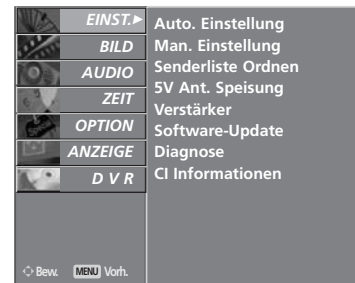 EINST.
BILD
AUDIO
ZEIT
OPTION
ANZEIGE
D V R
Auto. Einstellung
Man. Einstellung
Senderliste Ordnen
5V Ant. Speisung
Verstärker
Software-Update
Diagnose
CI Informationen
Bew. MENU Vorh.